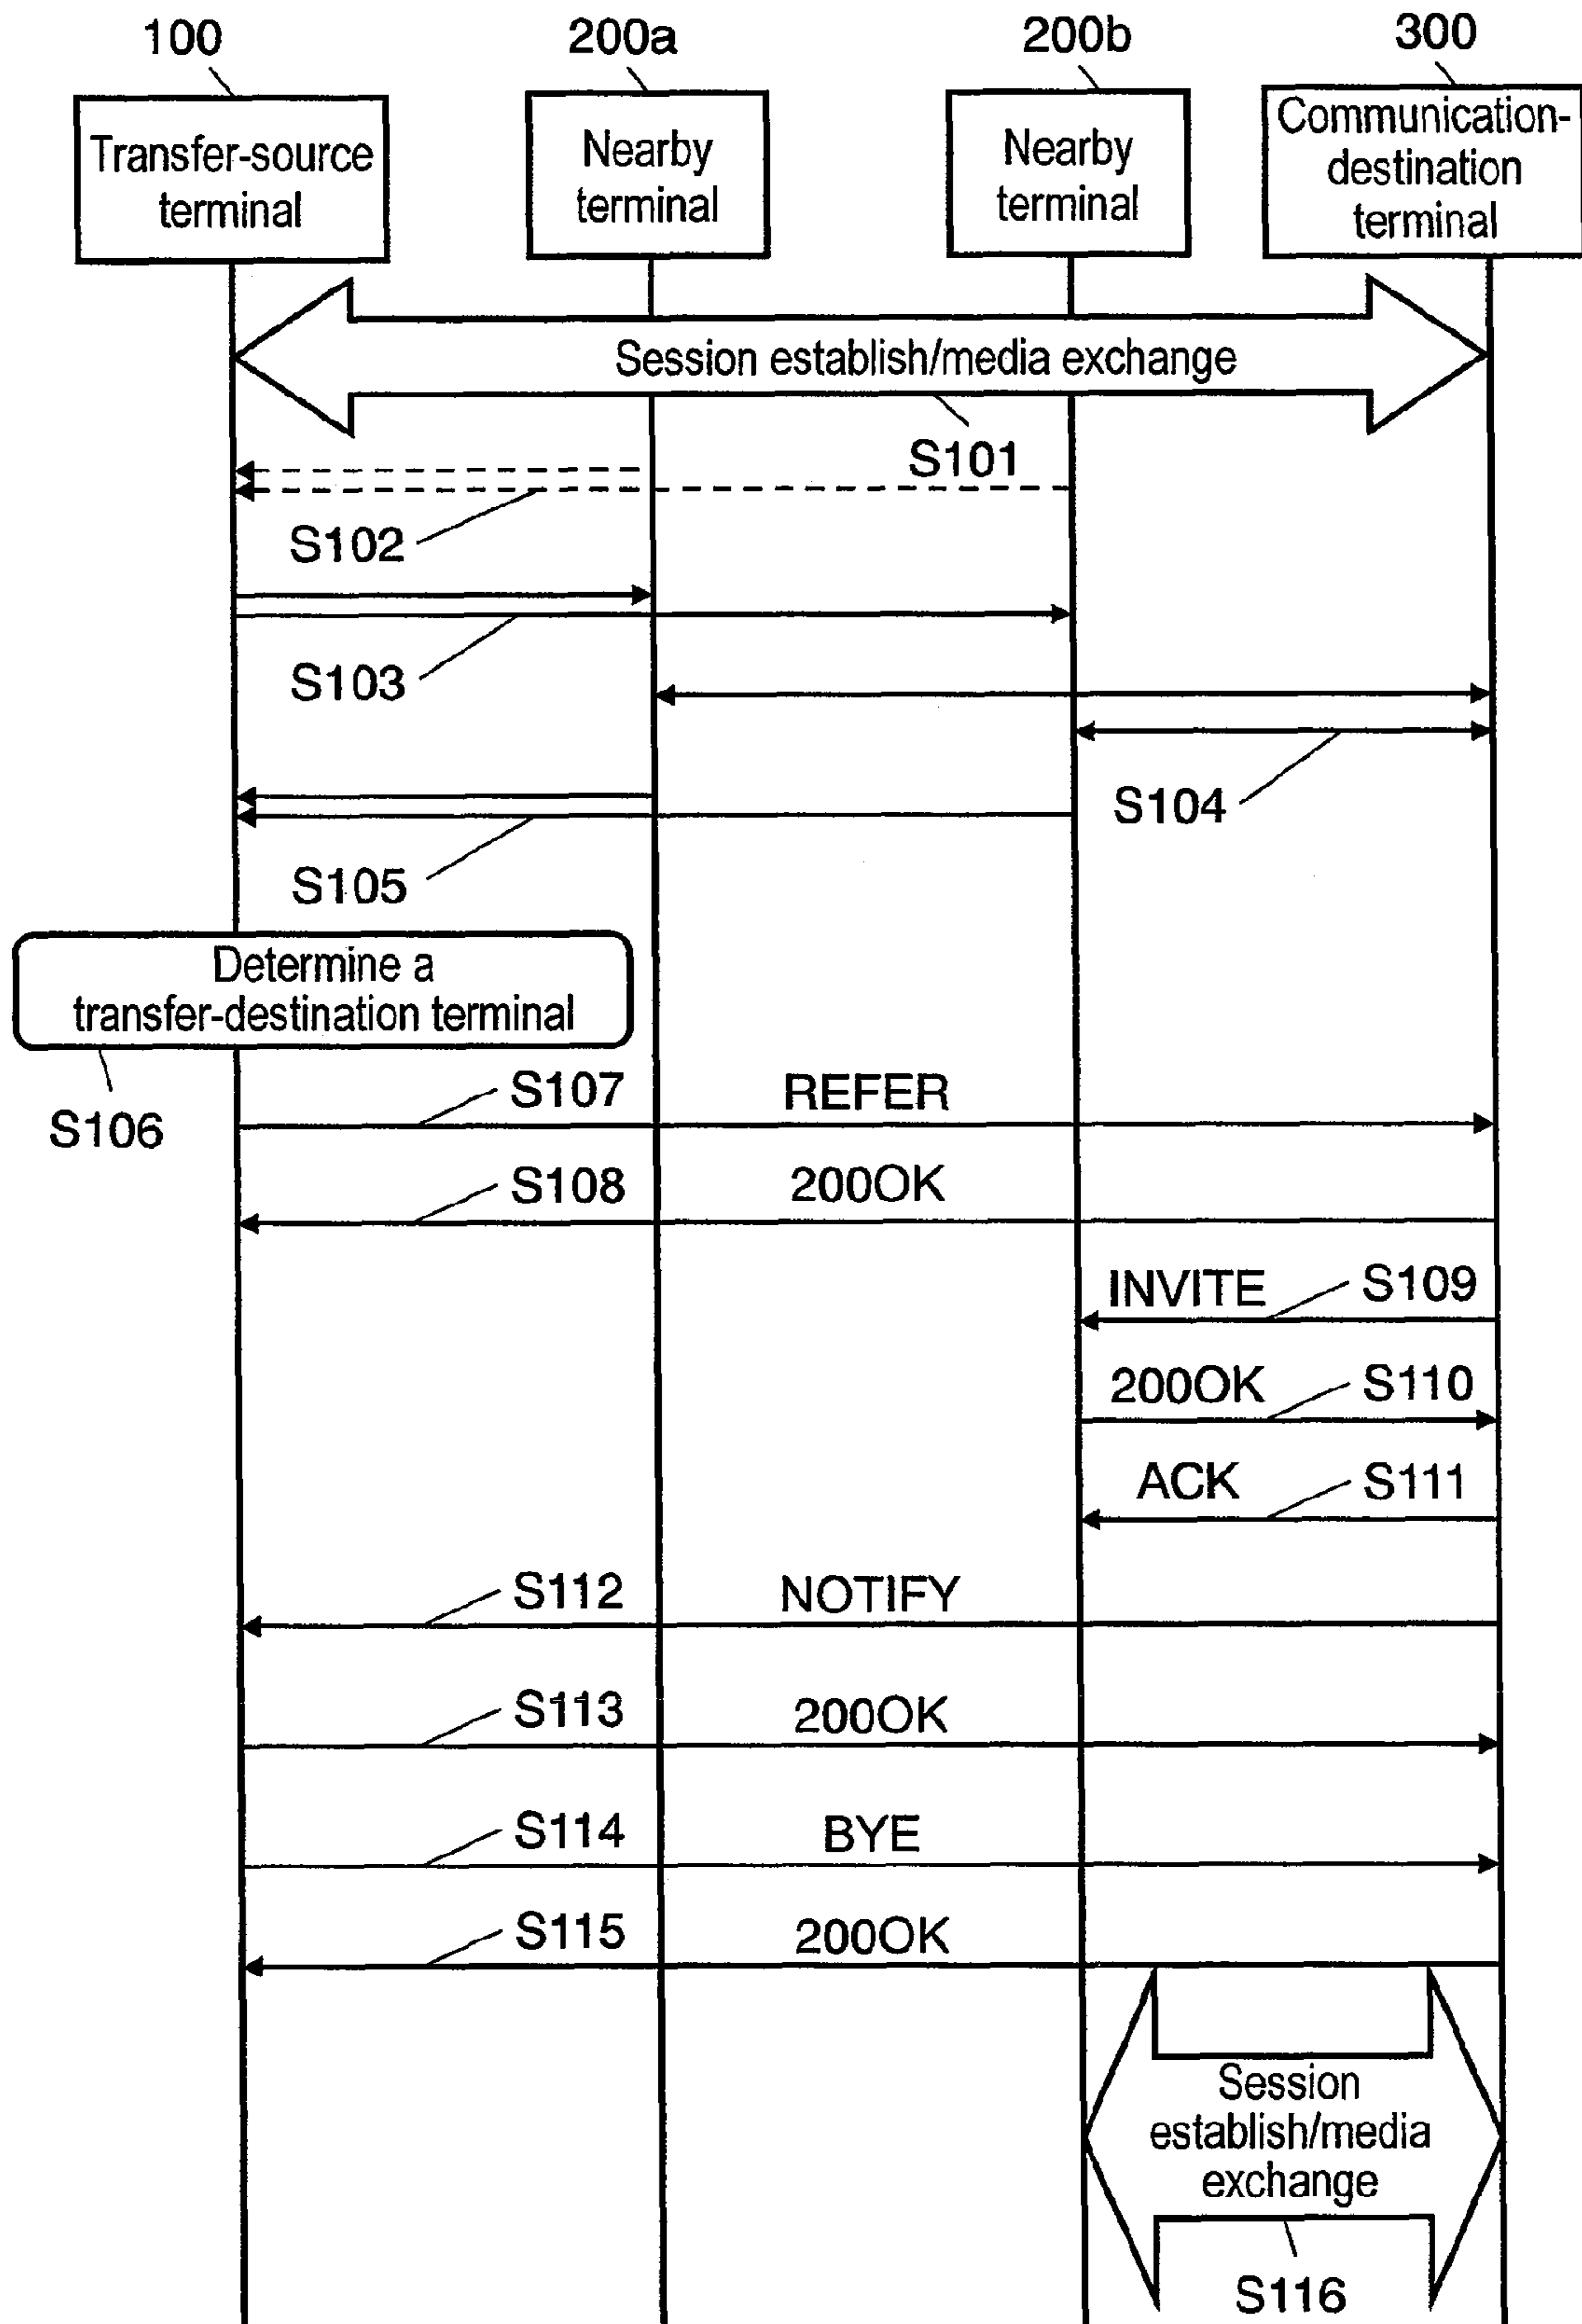 100
200a
200b
300
Transfer-source
terminal
Nearby
terminal
Nearby
terminal
Communication-
destination
terminal
Session establish/media exchange
S101
S102
S103
S104
S105
Determine a
transfer-destination terminal
S106
S107
REFER
S108
200OK
INVITE
S109
200OK
S110
ACK
S111
S112
NOTIFY
S113
200OK
S114
BYE
S115
200OK
Session
establish/media
exchange
S116